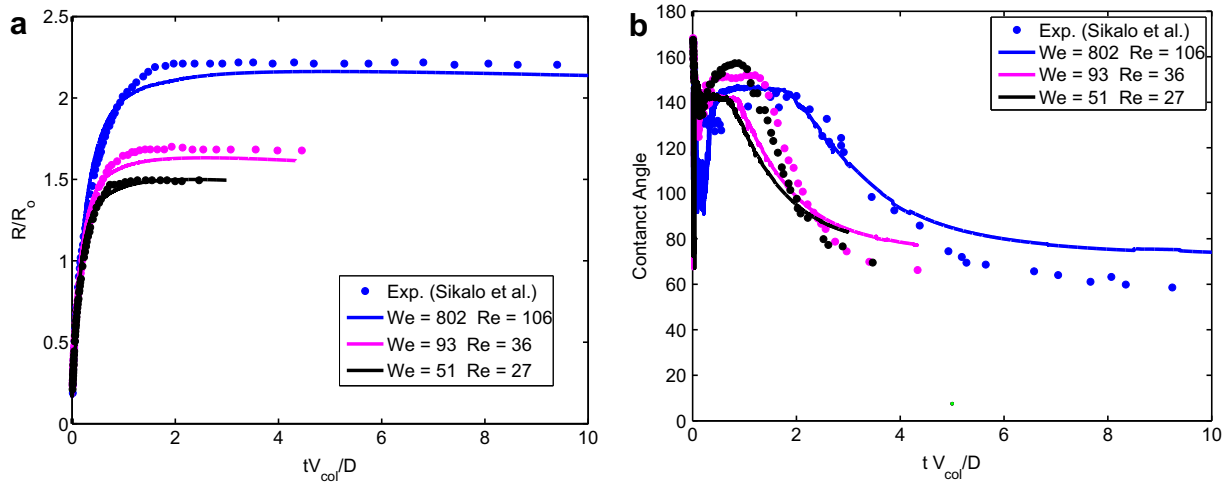 a
2.5
2
1.5
1
0.5
0
R/R_o
0 2 4 6 8 10
tV_col/D
Exp. (Sikalo et al.)
We = 802 Re = 106
We = 93 Re = 36
We = 51 Re = 27
b
180
160
140
120
100
80
60
40
20
0
Contanct Angle
0 2 4 6 8 10
t V_col/D
Exp. (Sikalo et al.)
We = 802 Re = 106
We = 93 Re = 36
We = 51 Re = 27